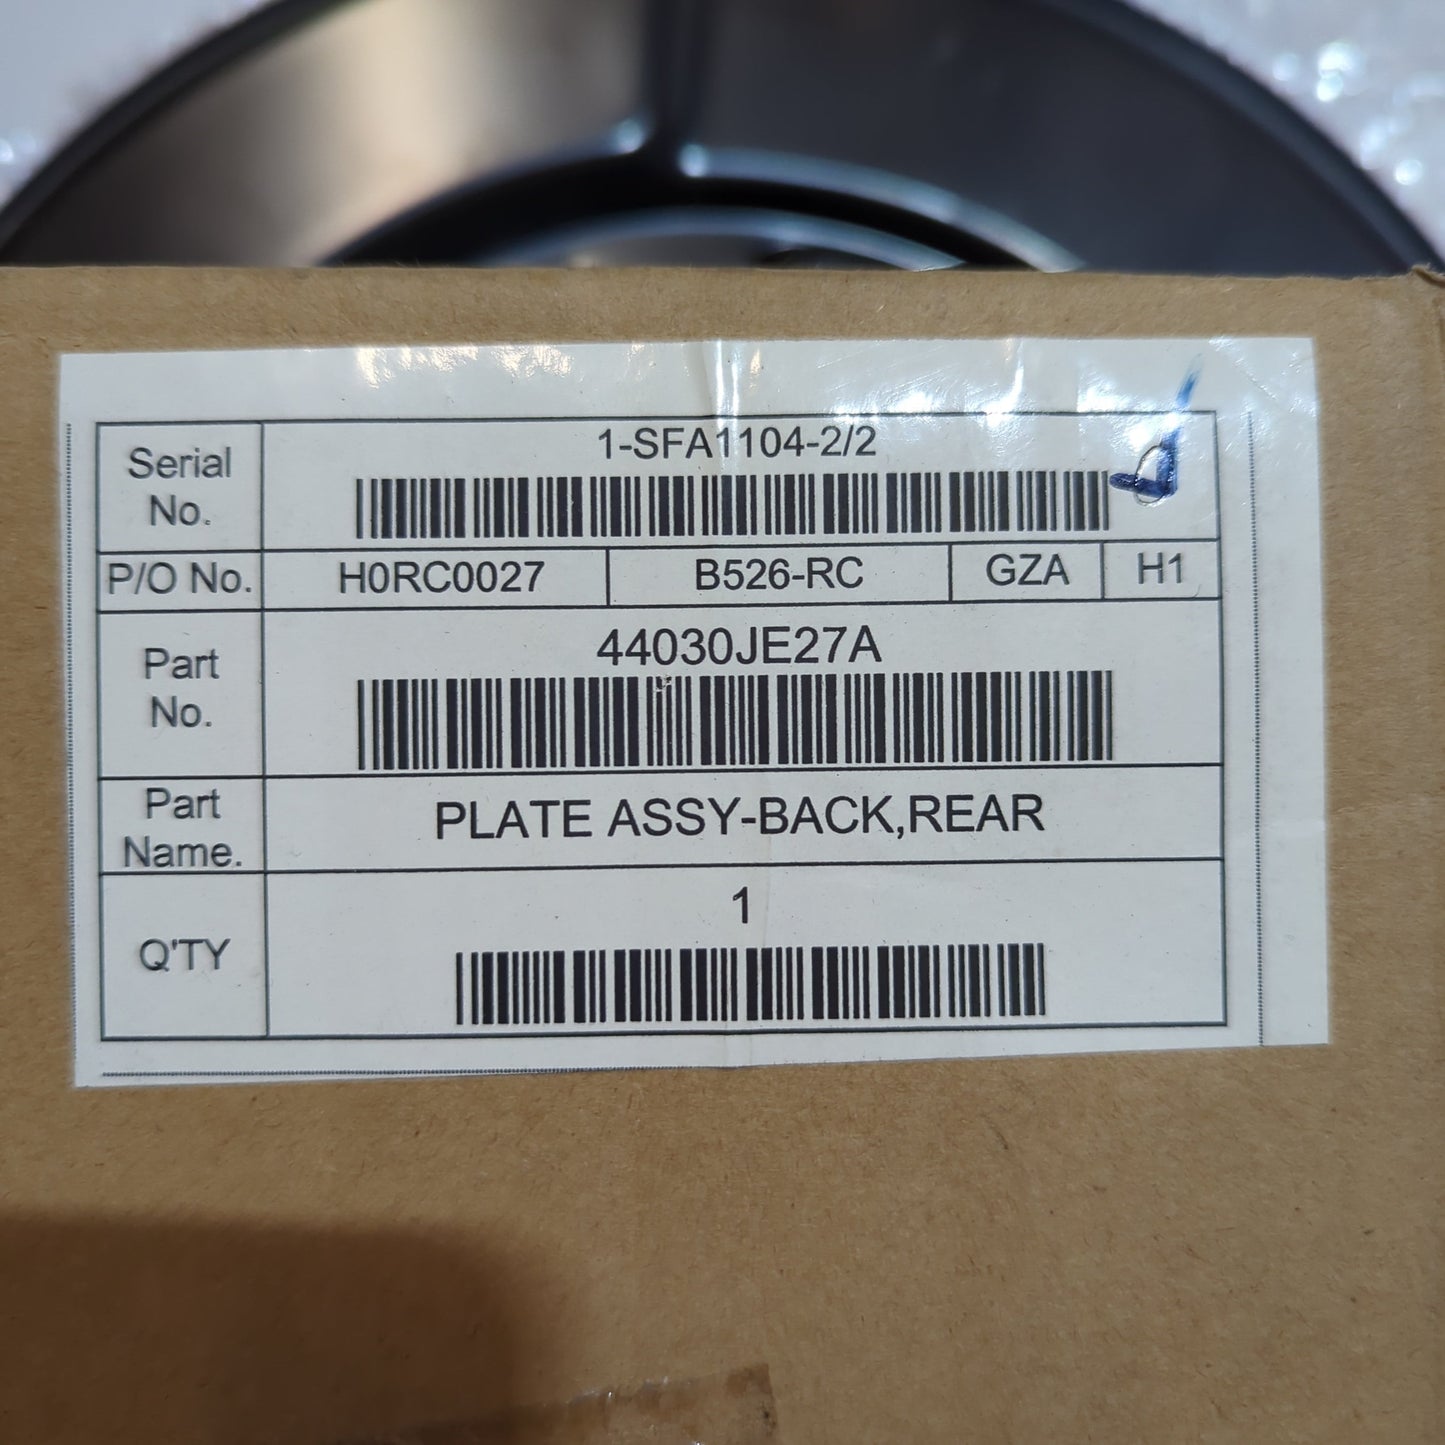 Serial No.
1-SFA1104-2/2
P/O No. H0RC0027 B526-RC GZA H1
Part No.
44030JE27A
Part Name.
PLATE ASSY-BACK,REAR
Q'TY
1